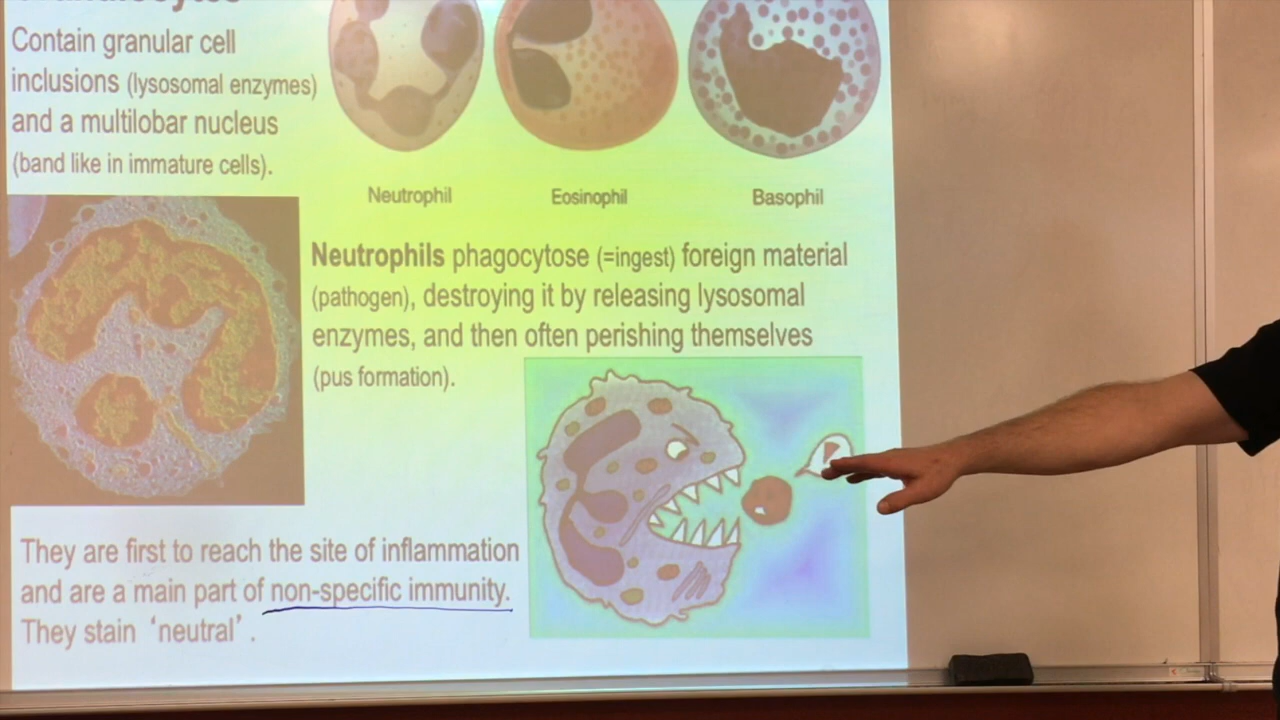 Contain granular cell
inclusions (lysosomal enzymes)
and a multilobar nucleus
(band like in immature cells).
Neutrophil Eosinophil Basophil
Neutrophils phagocytose (=ingest) foreign material
(pathogen), destroying it by releasing lysosomal
enzymes, and then often perishing themselves
(pus formation).
They are first to reach the site of inflammation
and are a main part of non-specific immunity.
They stain ‘neutral’.